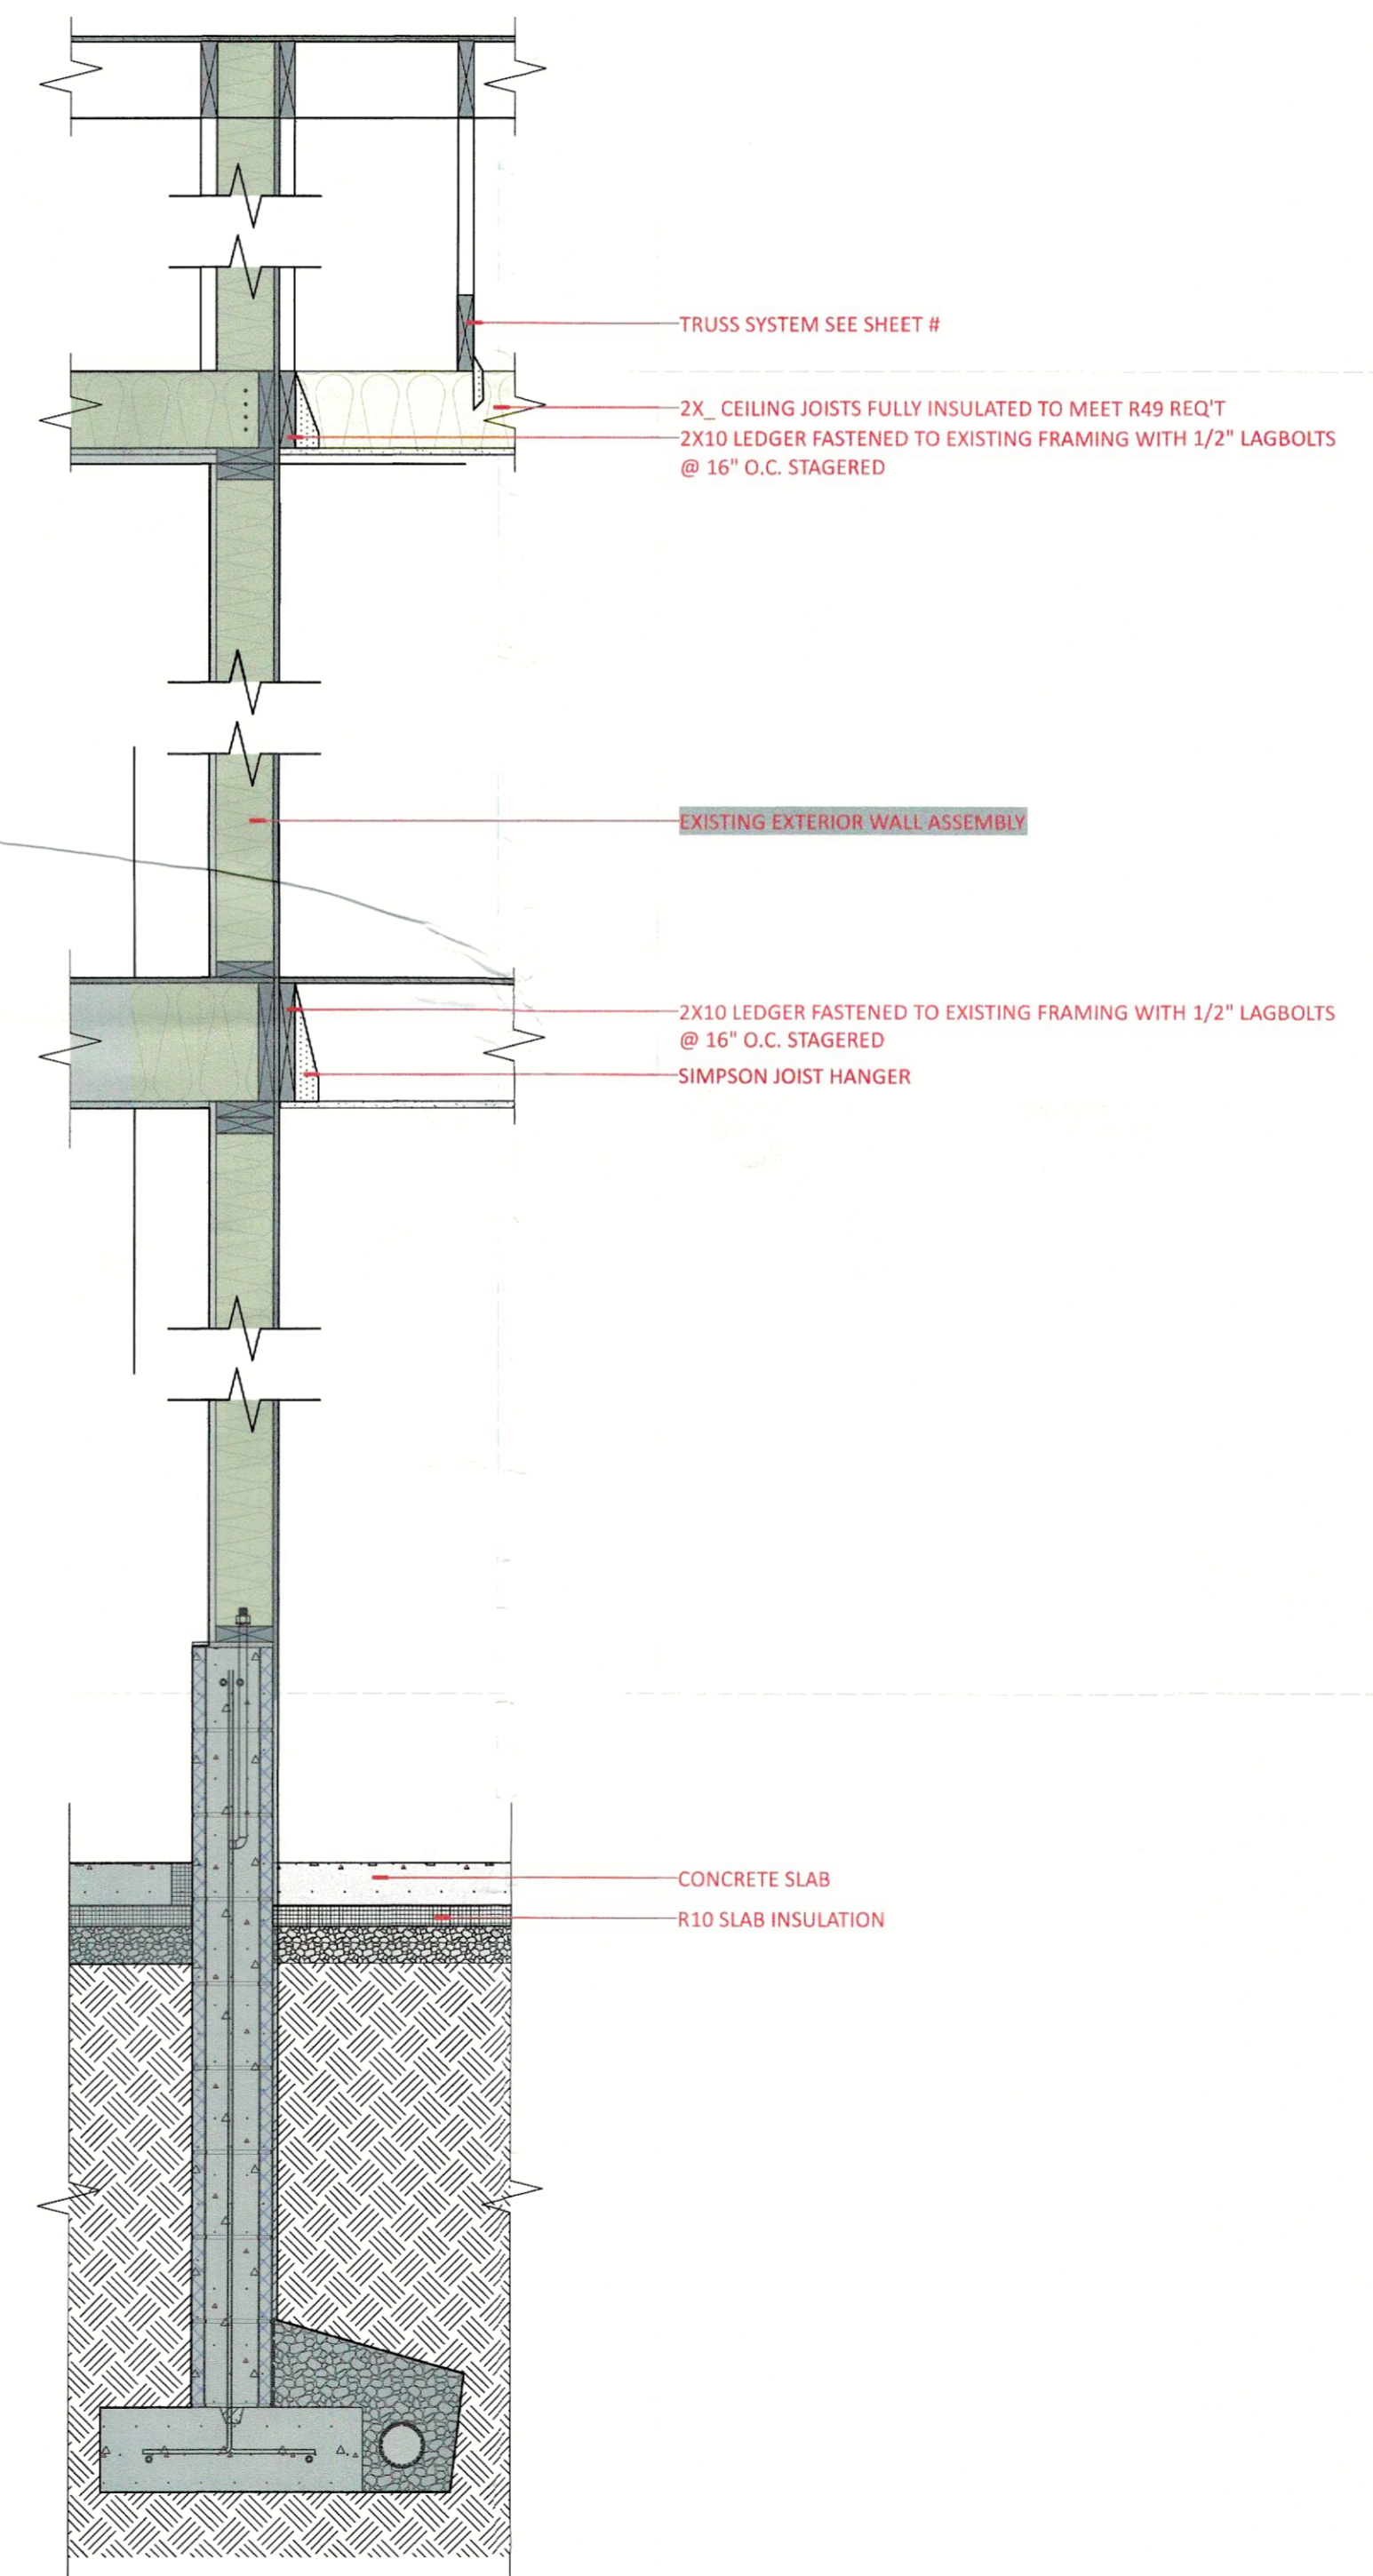 TRUSS SYSTEM SEE SHEET #
2X_ CEILING JOISTS FULLY INSULATED TO MEET R49 REQ'T
2X10 LEDGER FASTENED TO EXISTING FRAMING WITH 1/2" LAGBOLTS
@ 16" O.C. STAGERED
EXISTING EXTERIOR WALL ASSEMBLY
2X10 LEDGER FASTENED TO EXISTING FRAMING WITH 1/2" LAGBOLTS
@ 16" O.C. STAGERED
SIMPSON JOIST HANGER
CONCRETE SLAB
R10 SLAB INSULATION